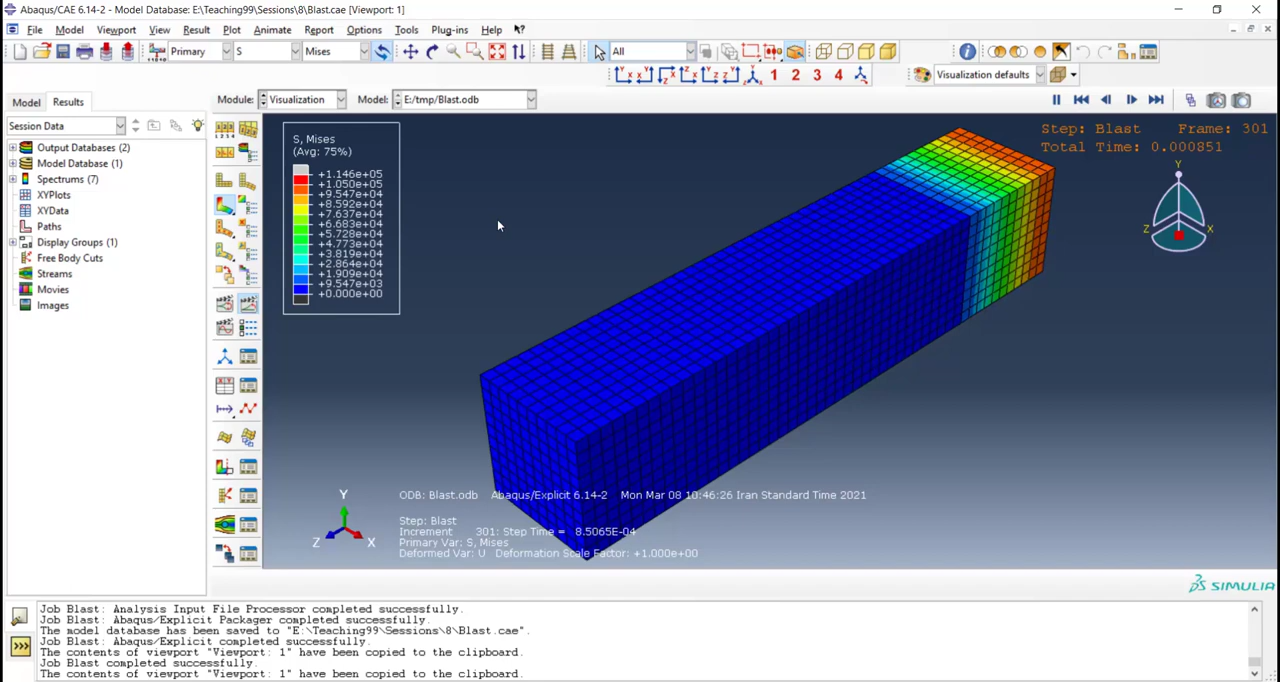 Abaqus/CAE 6.14-2 - Model Database: E:\Teaching99\Sessions\8\Blast.cae [Viewport: 1]
File Model Viewport View Result Plot Animate Report Options Tools Plug-ins Help
Primary S Mises All
1 2 3 4 Visualization defaults
Model Results Module: Visualization Model: E:/tmp/Blast.odb
Session Data
Output Databases (2)
Model Database (1)
Spectrums (7)
XYPlots
XYData
Paths
Display Groups (1)
Free Body Cuts
Streams
Movies
Images
S, Mises
(Avg: 75%)
+1.146e+05
+1.050e+05
+9.547e+04
+8.592e+04
+7.637e+04
+6.683e+04
+5.728e+04
+4.773e+04
+3.819e+04
+2.864e+04
+1.909e+04
+9.547e+03
+0.000e+00
Step: Blast Frame: 301
Total Time: 0.000851
Y
Z X
Y
Z X
ODB: Blast.odb Abaqus/Explicit 6.14-2 Mon Mar 08 10:46:26 Iran Standard Time 2021
Step: Blast
Increment 301: Step Time = 8.5065E-04
Primary Var: S, Mises
Deformed Var: U Deformation Scale Factor: +1.000e+00
SIMULIA
Job Blast: Analysis Input File Processor completed successfully.
Job Blast: Abaqus/Explicit Packager completed successfully.
The model database has been saved to "E:\Teaching99\Sessions\8\Blast.cae".
Job Blast: Abaqus/Explicit completed successfully.
The contents of viewport "Viewport: 1" have been copied to the clipboard.
Job Blast completed successfully.
The contents of viewport "Viewport: 1" have been copied to the clipboard.